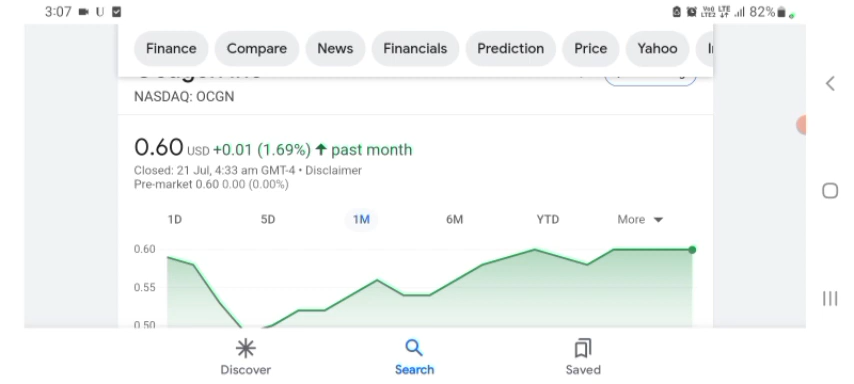 3:07 U 82%
Finance Compare News Financials Prediction Price Yahoo
NASDAQ: OCGN
0.60 USD +0.01 (1.69%) ↑ past month
Closed: 21 Jul, 4:33 am GMT-4 • Disclaimer
Pre-market 0.60 0.00 (0.00%)
1D 5D 1M 6M YTD More
0.60
0.55
0.50
Discover Search Saved